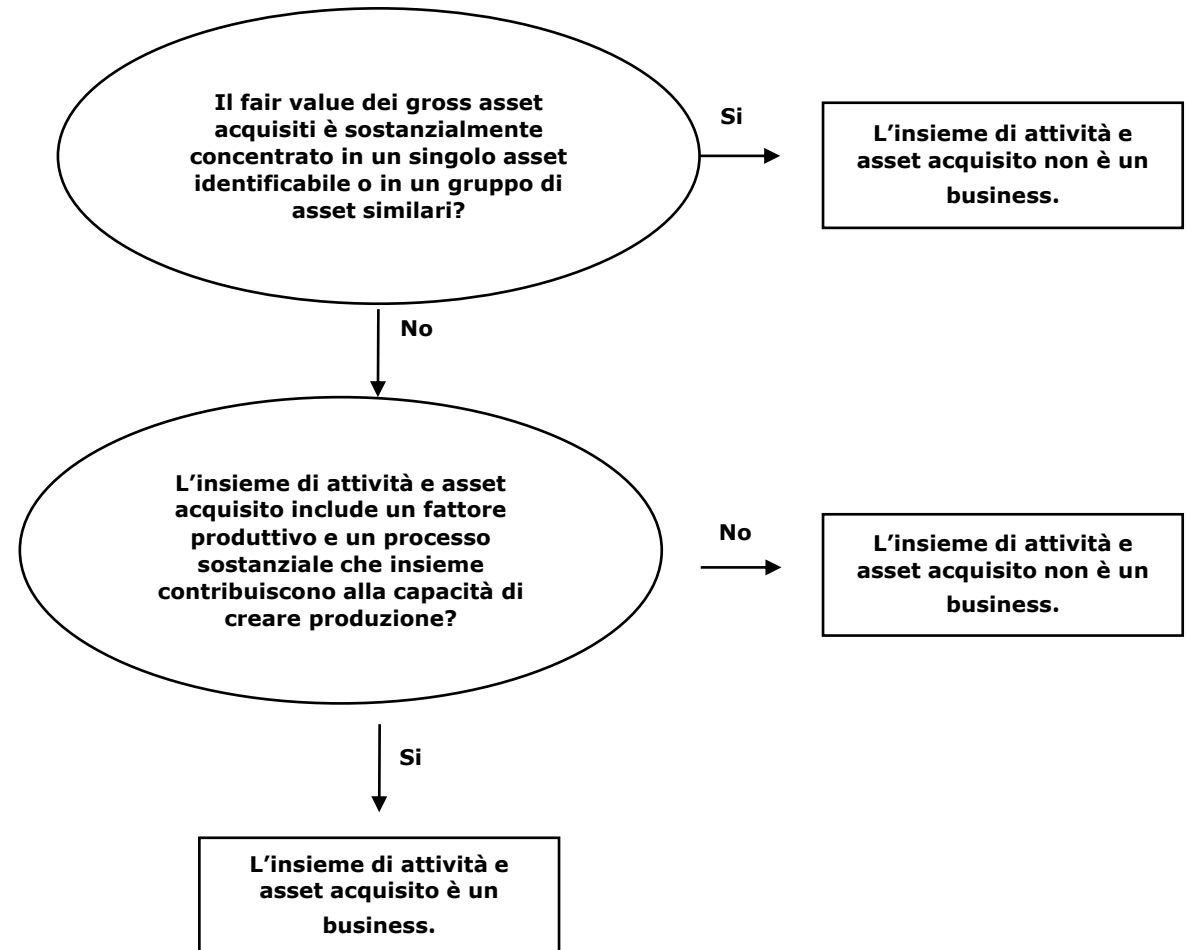 Il fair value dei gross asset
acquisiti è sostanzialmente
concentrato in un singolo asset
identificabile o in un gruppo di
asset similari?
Si
L’insieme di attività e
asset acquisito non è un
business.
No
L’insieme di attività e asset
acquisito include un fattore
produttivo e un processo
sostanziale che insieme
contribuiscono alla capacità di
creare produzione?
No
L’insieme di attività e
asset acquisito non è un
business.
Si
L’insieme di attività e
asset acquisito è un
business.